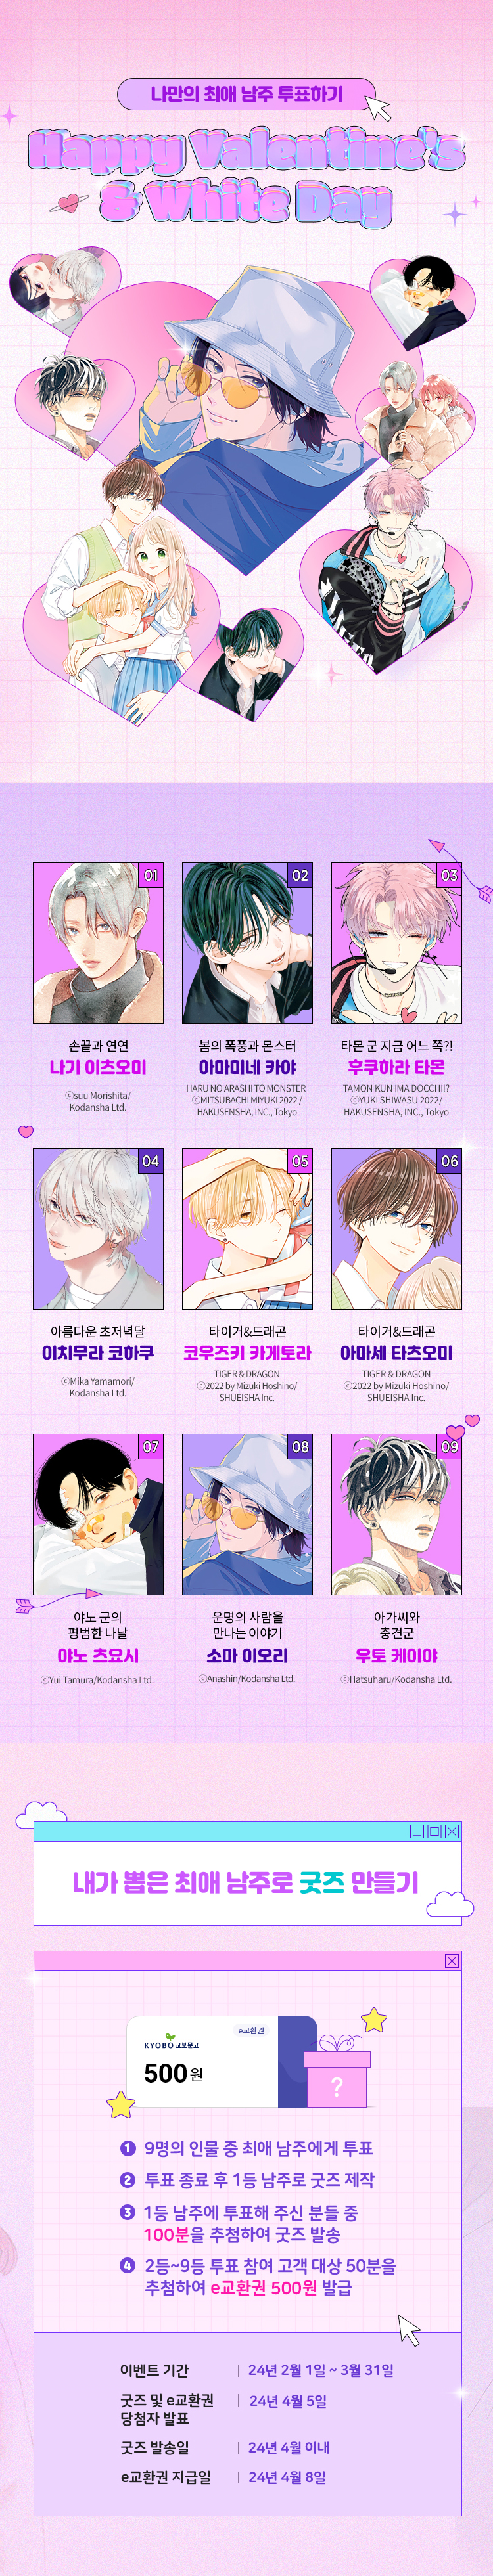 나만의 최애 남주 투표하기
Happy Valentine's
& White Day
01
손끝과 연연
나기 이츠오미
ⓒsuu Morishita/
Kodansha Ltd.
02
봄의 폭풍과 몬스터
아마미네 카야
HARU NO ARASHI TO MONSTER
ⓒMITSUBACHI MIYUKI 2022 /
HAKUSENSHA, INC., Tokyo
03
타몬 군 지금 어느 쪽?!
후쿠하라 타몬
TAMON KUN IMA DOCCHI!?
ⓒYUKI SHIWASU 2022/
HAKUSENSHA, INC., Tokyo
04
아름다운 초저녁달
이치무라 코하쿠
ⓒMika Yamamori/
Kodansha Ltd.
05
타이거&드래곤
코우즈키 카게토라
TIGER & DRAGON
ⓒ2022 by Mizuki Hoshino/
SHUEISHA Inc.
06
타이거&드래곤
아마세 타츠오미
TIGER & DRAGON
ⓒ2022 by Mizuki Hoshino/
SHUEISHA Inc.
07
야노 군의
평범한 나날
야노 츠요시
ⓒYui Tamura/Kodansha Ltd.
08
운명의 사람을
만나는 이야기
소마 이오리
ⓒAnashin/Kodansha Ltd.
09
아가씨와
충견군
우토 케이야
ⓒHatsuharu/Kodansha Ltd.
내가 뽑은 최애 남주로 굿즈 만들기
e교환권
KYOBO 교보문고
500원
?
1 9명의 인물 중 최애 남주에게 투표
2 투표 종료 후 1등 남주로 굿즈 제작
3 1등 남주에 투표해 주신 분들 중
100분을 추첨하여 굿즈 발송
4 2등~9등 투표 참여 고객 대상 50분을
추첨하여 e교환권 500원 발급
이벤트 기간 | 24년 2월 1일 ~ 3월 31일
굿즈 및 e교환권 | 24년 4월 5일
당첨자 발표
굿즈 발송일 | 24년 4월 이내
e교환권 지급일 | 24년 4월 8일